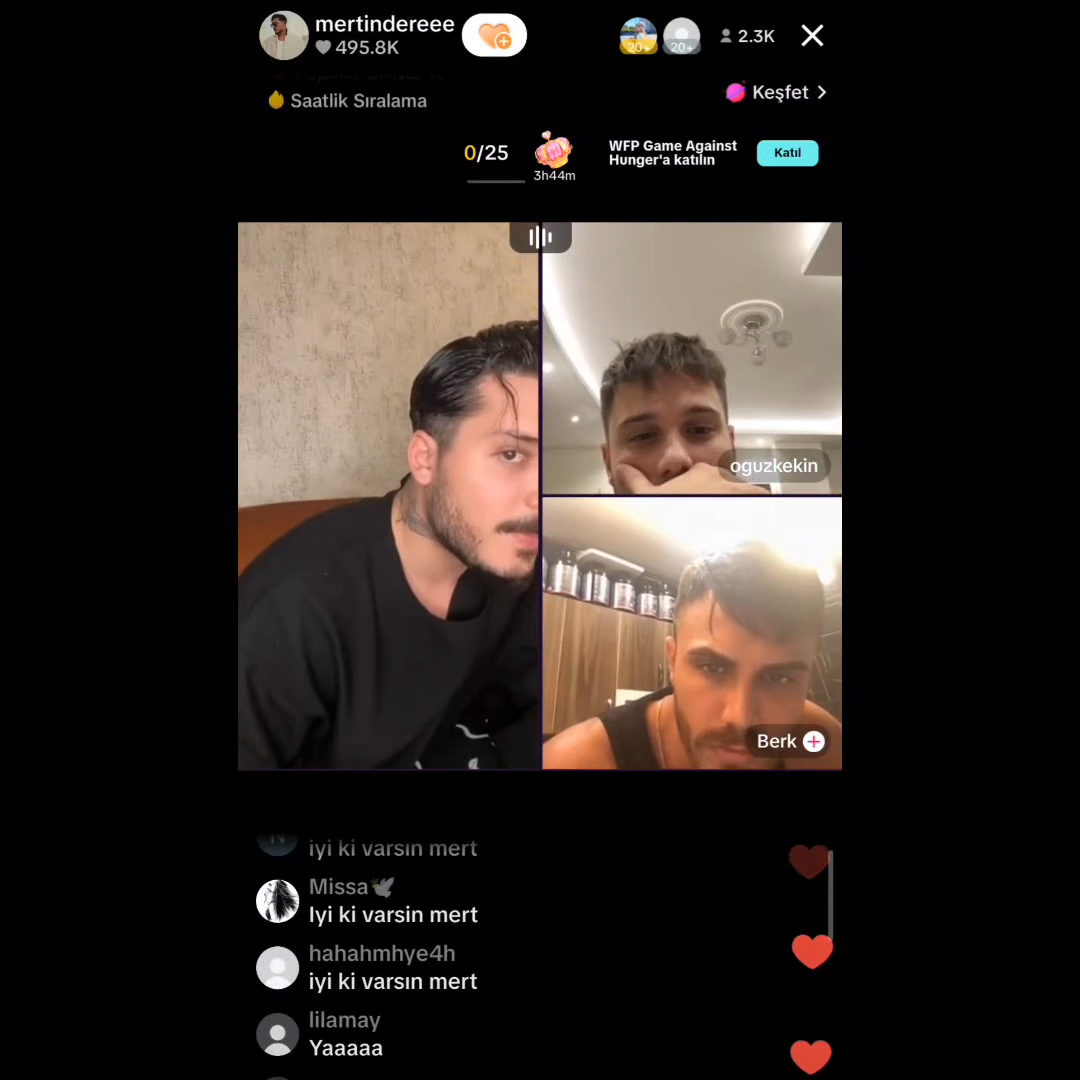 mertindereee
495.8K
20+
20+
2.3K
Saatlik Sıralama
Keşfet
0/25
3h44m
WFP Game Against
Hunger'a katılın
Katıl
oguzkekin
Berk
iyi ki varsın mert
Missa
Iyi ki varsin mert
hahahmhye4h
iyi ki varsın mert
lilamay
Yaaaaa